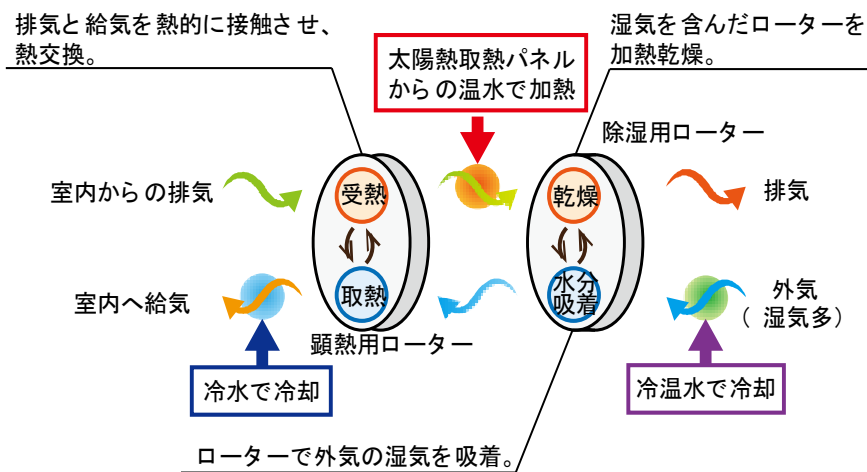 排気と給気を熱的に接触させ、
熱交換。
太陽熱取熱パネル
からの温水で加熱
湿気を含んだローターを
加熱乾燥。
除湿用ローター
室内からの排気
受熱
乾燥
排気
室内へ給気
取熱
水分
吸着
外気
(湿気多)
顕熱用ローター
冷水で冷却
冷温水で冷却
ローターで外気の湿気を吸着。